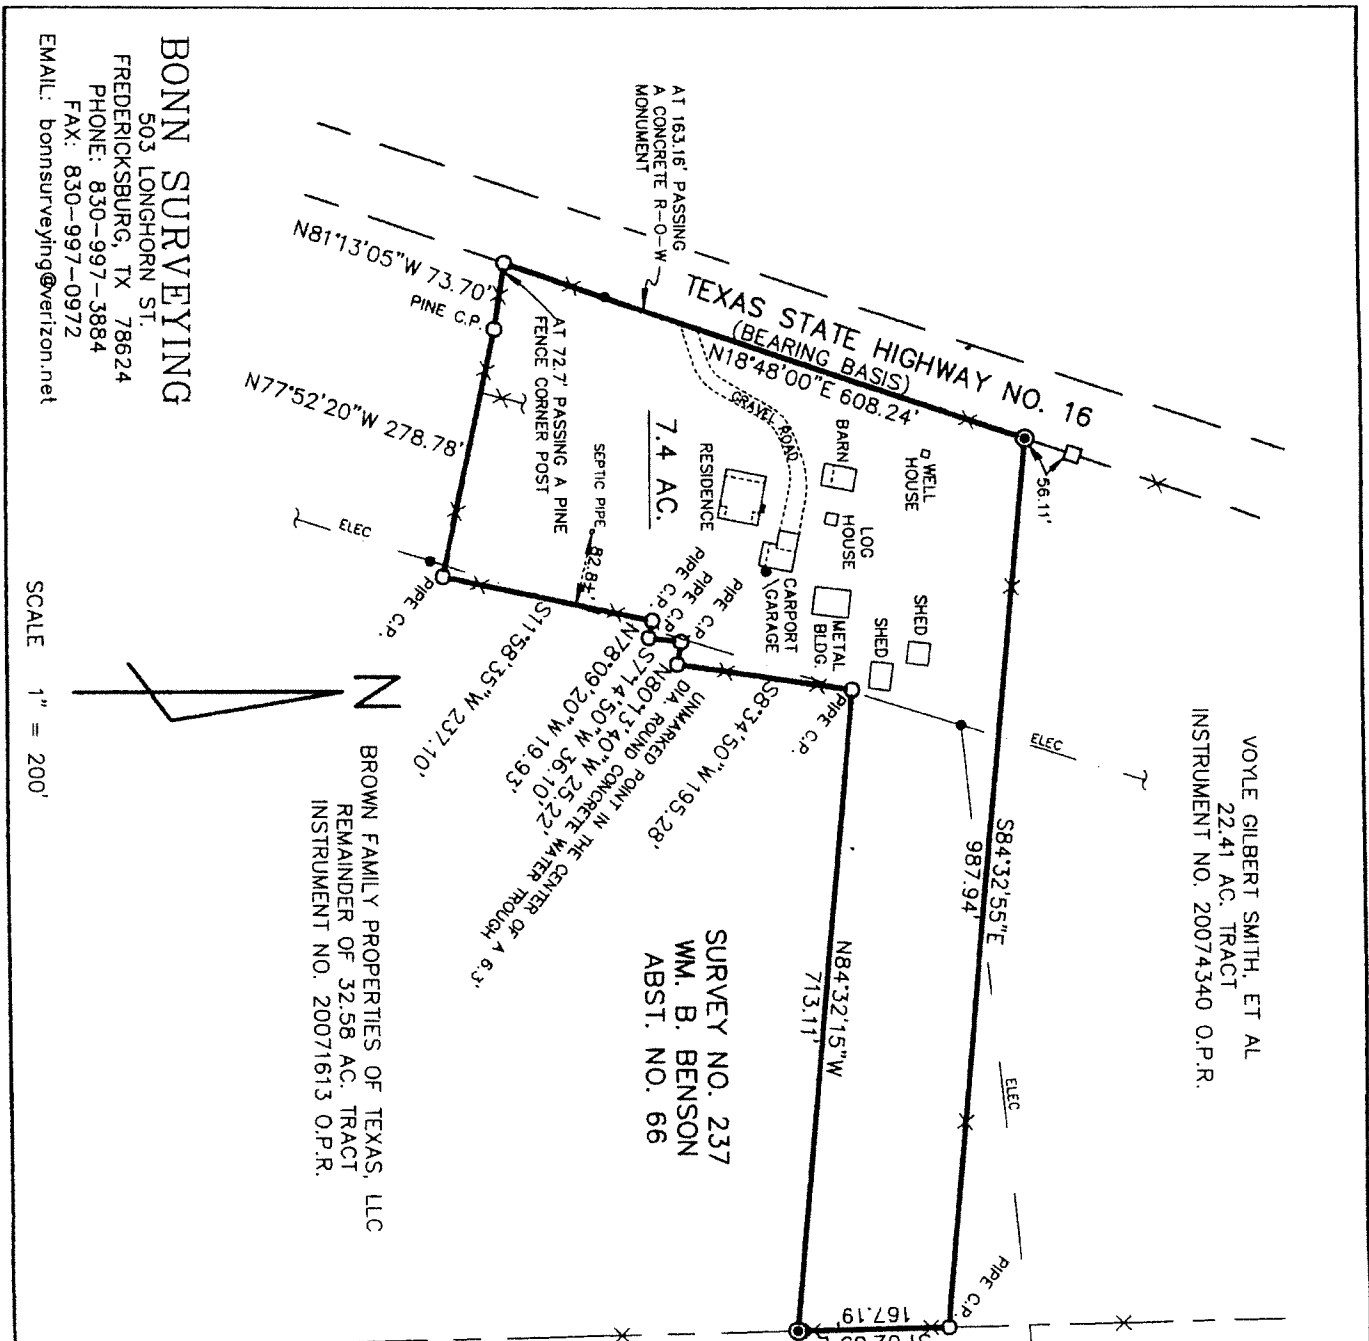 VOYLE GILBERT SMITH, ET AL
22.41 AC. TRACT
INSTRUMENT NO. 20074340 O.P.R.
TEXAS STATE HIGHWAY NO. 16
(BEARING BASIS)
N18°48'00"E 608.24'
56.11'
AT 163.16' PASSING
A CONCRETE R-O-W
MONUMENT
GRAVEL ROAD
WELL
HOUSE
BARN
LOG
HOUSE
SHED
SHED
METAL
BLDG.
CARPORT
\GARAGE
RESIDENCE
7.4 AC.
SEPTIC PIPE
82.8±'
ELEC
ELEC
ELEC
S84°32'55"E
987.94'
N84°32'15"W
713.11'
PIPE C.P.
167.19'
PIPE C.P.
S8°34'50"W 195.28'
UNMARKED POINT IN THE CENTER OF A 6.3'
DIA. ROUND CONCRETE WATER TROUGH
PIPE C.P.
N80°13'40"W 25.22'
PIPE C.P.
S7°14'50"W 36.10'
PIPE C.P.
N78°09'20"W 19.93'
S11°58'35"W 237.10'
PIPE C.P.
AT 72.7' PASSING A PINE
FENCE CORNER POST
N81°13'05"W 73.70'
PINE C.P.
N77°52'20"W 278.78'
SURVEY NO. 237
WM. B. BENSON
ABST. NO. 66
BROWN FAMILY PROPERTIES OF TEXAS, LLC
REMAINDER OF 32.58 AC. TRACT
INSTRUMENT NO. 20071613 O.P.R.
N
BONN SURVEYING
503 LONGHORN ST.
FREDERICKSBURG, TX 78624
PHONE: 830-997-3884
FAX: 830-997-0972
EMAIL: bonnsurveying@verizon.net
SCALE 1" = 200'